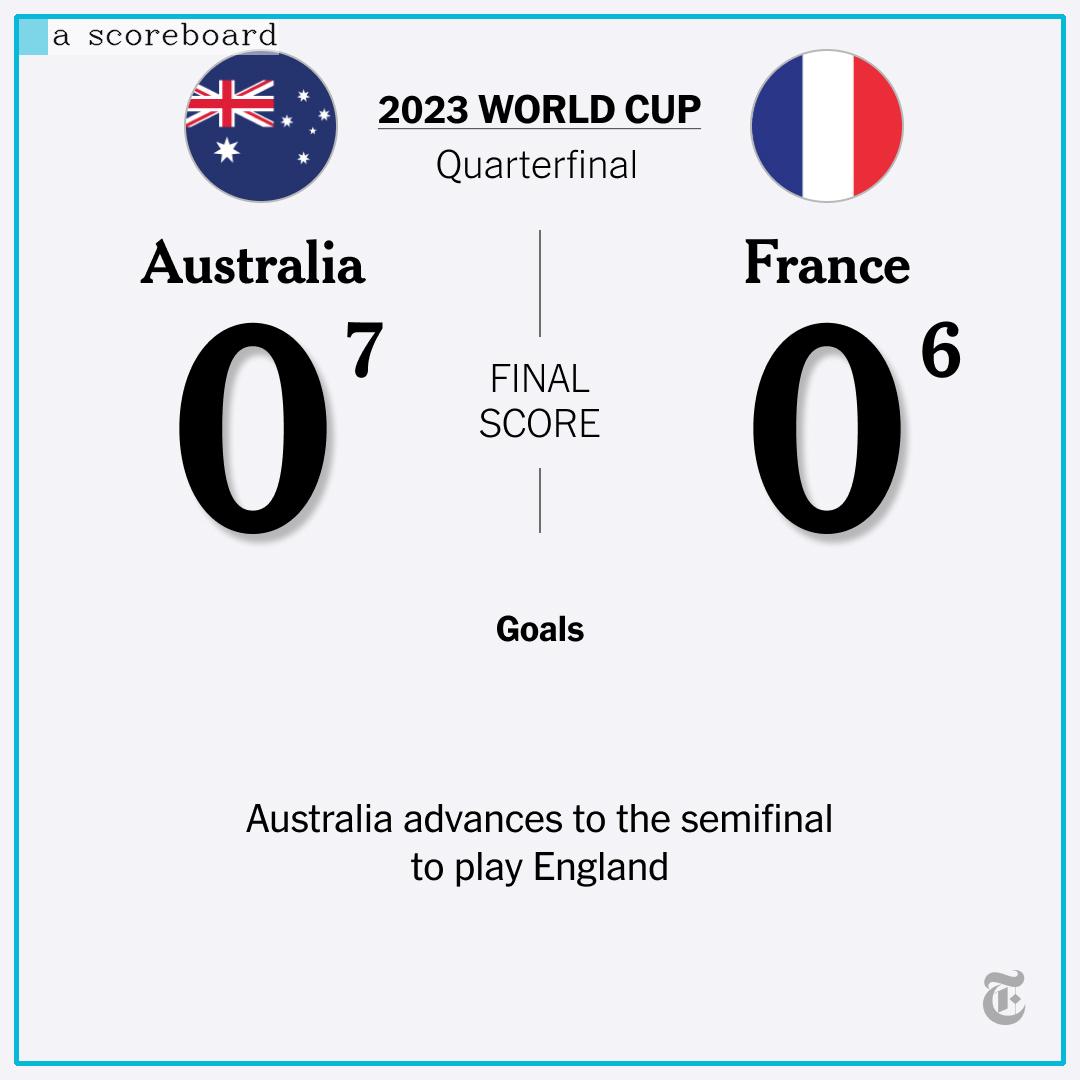 a scoreboard
2023 WORLD CUP
Quarterfinal
Australia
France
0 7
FINAL
SCORE
0 6
Goals
Australia advances to the semifinal
to play England
T